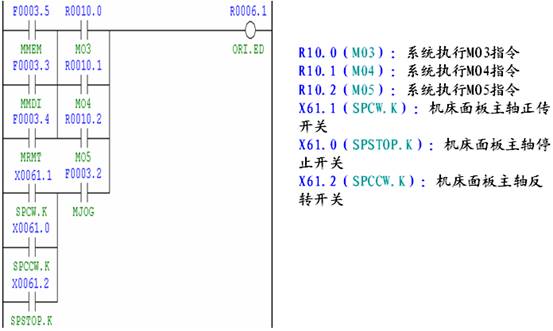 F0003.5 R0010.0 R0006.1
MMEM M03 ORI.ED
F0003.3 R0010.1
MMDI M04
F0003.4 R0010.2
MRMT M05
X0061.1 F0003.2
SPCW.K MJOG
X0061.0
SPCCW.K
X0061.2
SPSTOP.K
R10.0(M03): 系统执行M03指令
R10.1(M04): 系统执行M04指令
R10.2(M05): 系统执行M05指令
X61.1(SPCW.K): 机床面板主轴正传
开关
X61.0(SPSTOP.K): 机床面板主轴停
止开关
X61.2(SPCCW.K): 机床面板主轴反
转开关